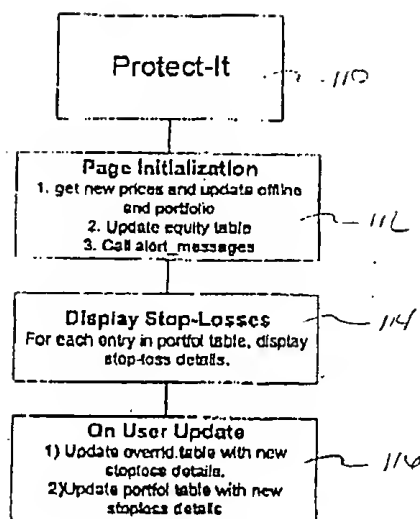 Protect-It
110
Page Initialization
1. get new prices and update offline
and portfolio
2. Update equity table
3. Call alert_messages
112
Display Stop-Losses
For each entry in portfol table, display
stop-loss details.
114
On User Update
1) Update overrid.table with new
stoploss details.
2)Update portfol table with new
stoploss details
116